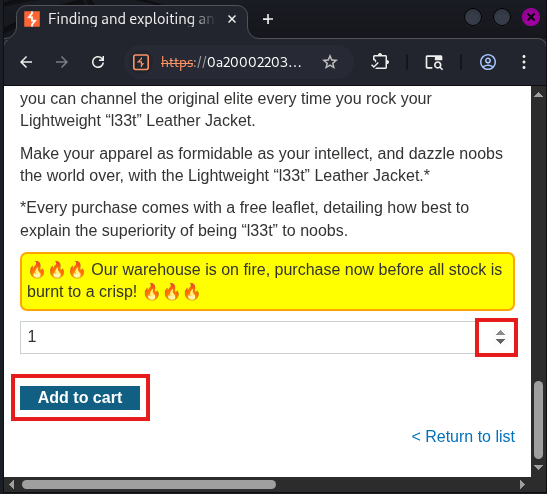 Finding and exploiting an
https://0a20002203...
you can channel the original elite every time you rock your
Lightweight “l33t” Leather Jacket.
Make your apparel as formidable as your intellect, and dazzle noobs
the world over, with the Lightweight “l33t” Leather Jacket.*
*Every purchase comes with a free leaflet, detailing how best to
explain the superiority of being “l33t” to noobs.
🔥🔥🔥 Our warehouse is on fire, purchase now before all stock is
burnt to a crisp! 🔥🔥🔥
1
Add to cart
< Return to list